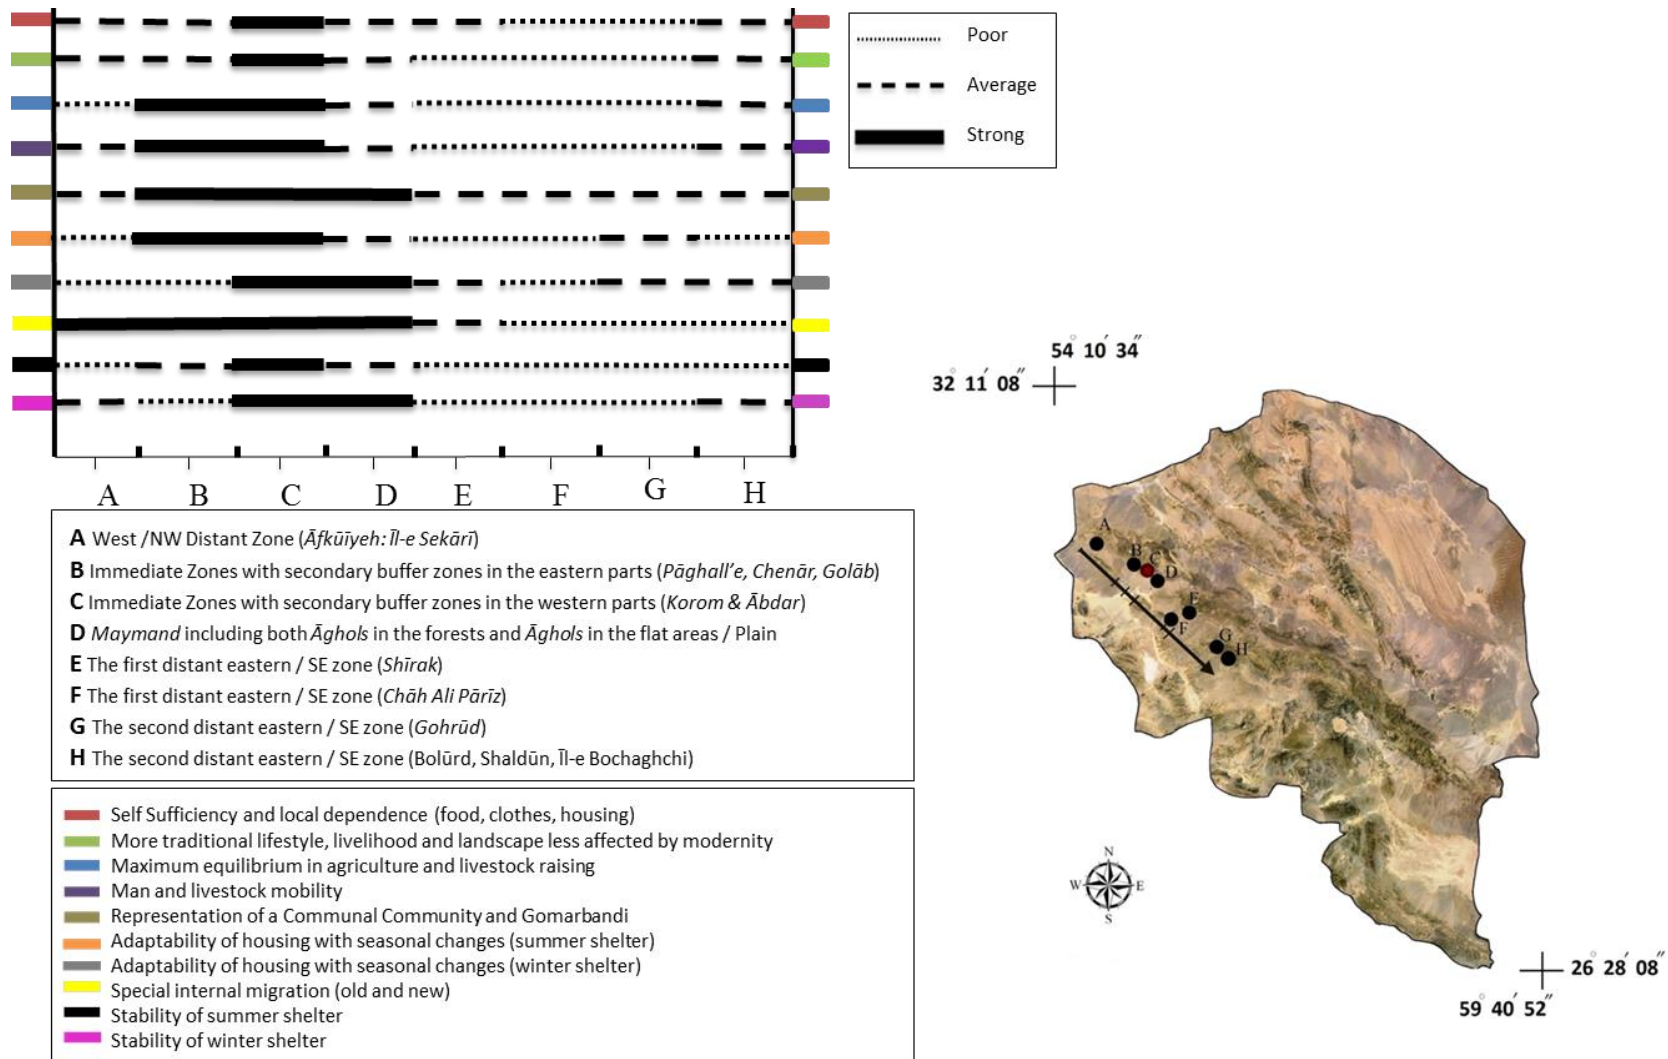 Poor
Average
Strong
A B C D E F G H
A West /NW Distant Zone (Āfkūīyeh: Īl-e Sekārī)
B Immediate Zones with secondary buffer zones in the eastern parts (Pāghall'e, Chenār, Golāb)
C Immediate Zones with secondary buffer zones in the western parts (Korom & Ābdar)
D Maymand including both Āghols in the forests and Āghols in the flat areas / Plain
E The first distant eastern / SE zone (Shīrak)
F The first distant eastern / SE zone (Chāh Ali Pārīz)
G The second distant eastern / SE zone (Gohrūd)
H The second distant eastern / SE zone (Bolūrd, Shaldūn, Īl-e Bochaghchi)
Self Sufficiency and local dependence (food, clothes, housing)
More traditional lifestyle, livelihood and landscape less affected by modernity
Maximum equilibrium in agriculture and livestock raising
Man and livestock mobility
Representation of a Communal Community and Gomarbandi
Adaptability of housing with seasonal changes (summer shelter)
Adaptability of housing with seasonal changes (winter shelter)
Special internal migration (old and new)
Stability of summer shelter
Stability of winter shelter
54° 10′ 34″
32° 11′ 08″
A
B
C
D
E
F
G
H
N
W E
S
26° 28′ 08″
59° 40′ 52″